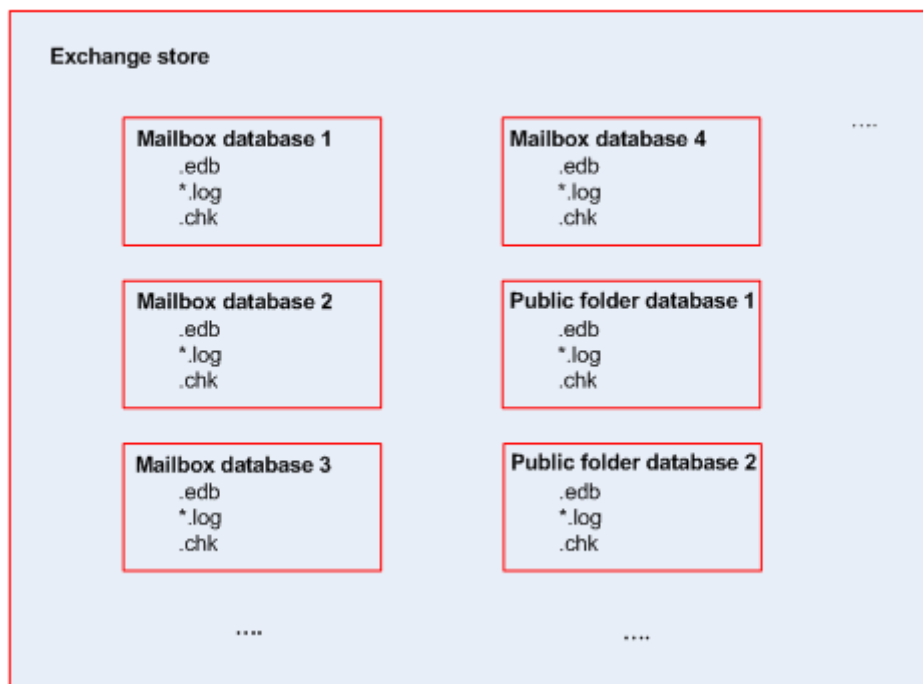 Exchange store
....
Mailbox database 1
.edb
*.log
.chk
Mailbox database 4
.edb
*.log
.chk
Mailbox database 2
.edb
*.log
.chk
Public folder database 1
.edb
*.log
.chk
Mailbox database 3
.edb
*.log
.chk
Public folder database 2
.edb
*.log
.chk
....
....